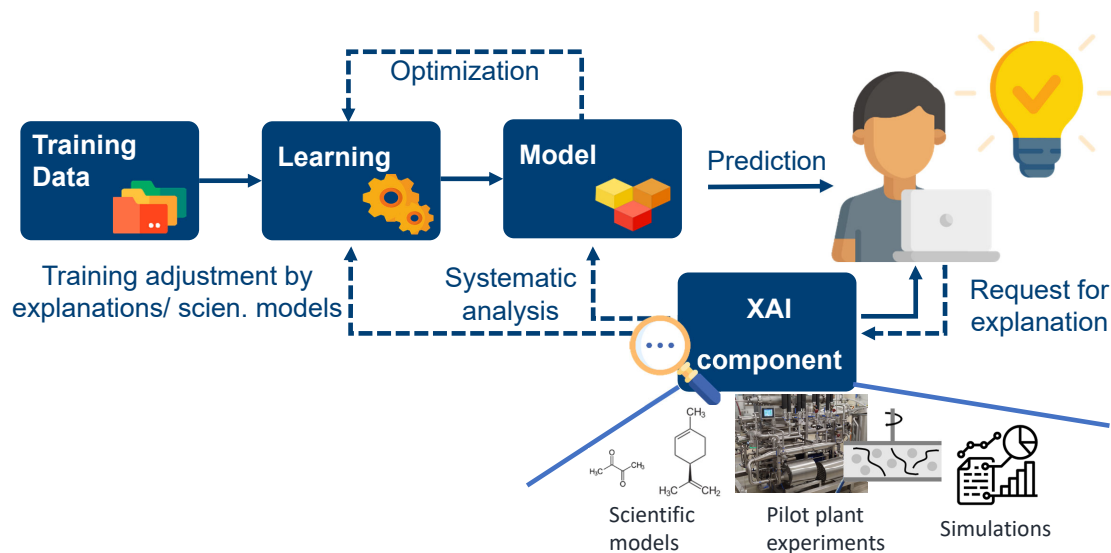 Optimization
Training
Data
Learning
Model
Prediction
Training adjustment by
explanations/ scien. models
Systematic
analysis
XAI
component
Request for
explanation
CH₃
H₃C
O
O
CH₃
H₃C
CH₂
Scientific
models
Pilot plant
experiments
Simulations